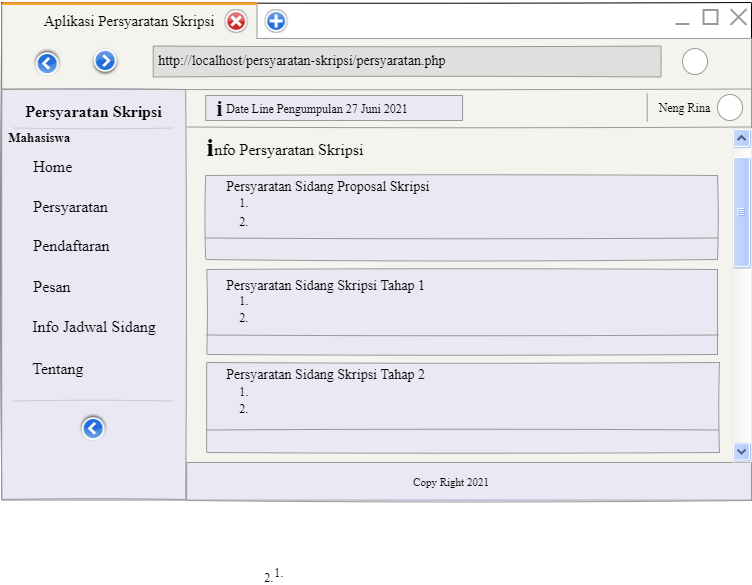 Aplikasi Persyaratan Skripsi
http://localhost/persyaratan-skripsi/persyaratan.php
Persyaratan Skripsi
i Date Line Pengumpulan 27 Juni 2021
Neng Rina
Mahasiswa
Home
Persyaratan
Pendaftaran
Pesan
Info Jadwal Sidang
Tentang
info Persyaratan Skripsi
Persyaratan Sidang Proposal Skripsi
1.
2.
Persyaratan Sidang Skripsi Tahap 1
1.
2.
Persyaratan Sidang Skripsi Tahap 2
1.
2.
Copy Right 2021
2.1.